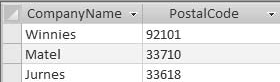 CompanyName PostalCode
Winnies 92101
Matel 33710
Jurnes 33618